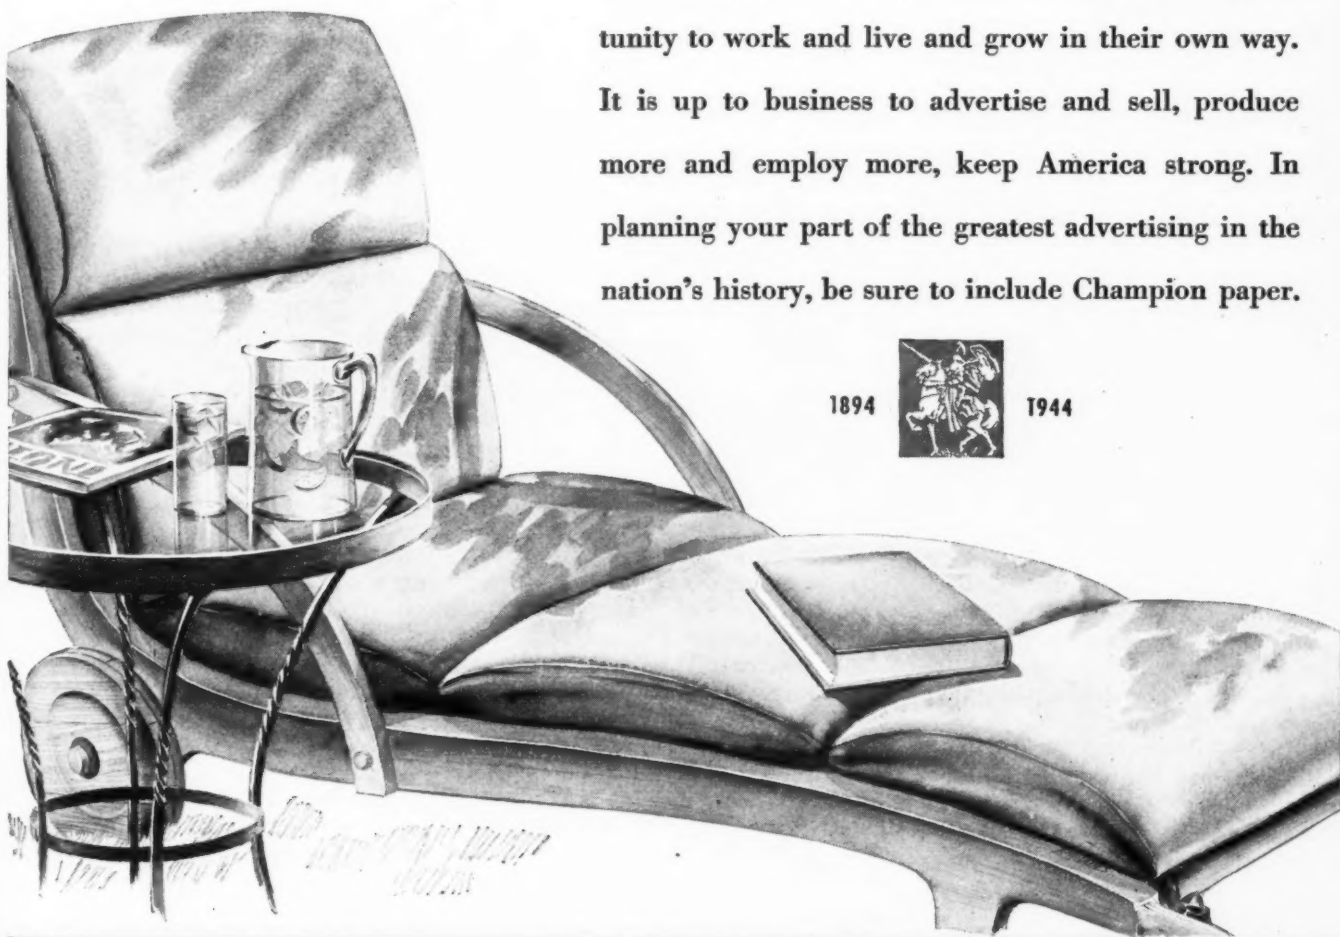 tunity to work and live and grow in their own way.
It is up to business to advertise and sell, produce
more and employ more, keep America strong. In
planning your part of the greatest advertising in the
nation's history, be sure to include Champion paper.
1894 1944